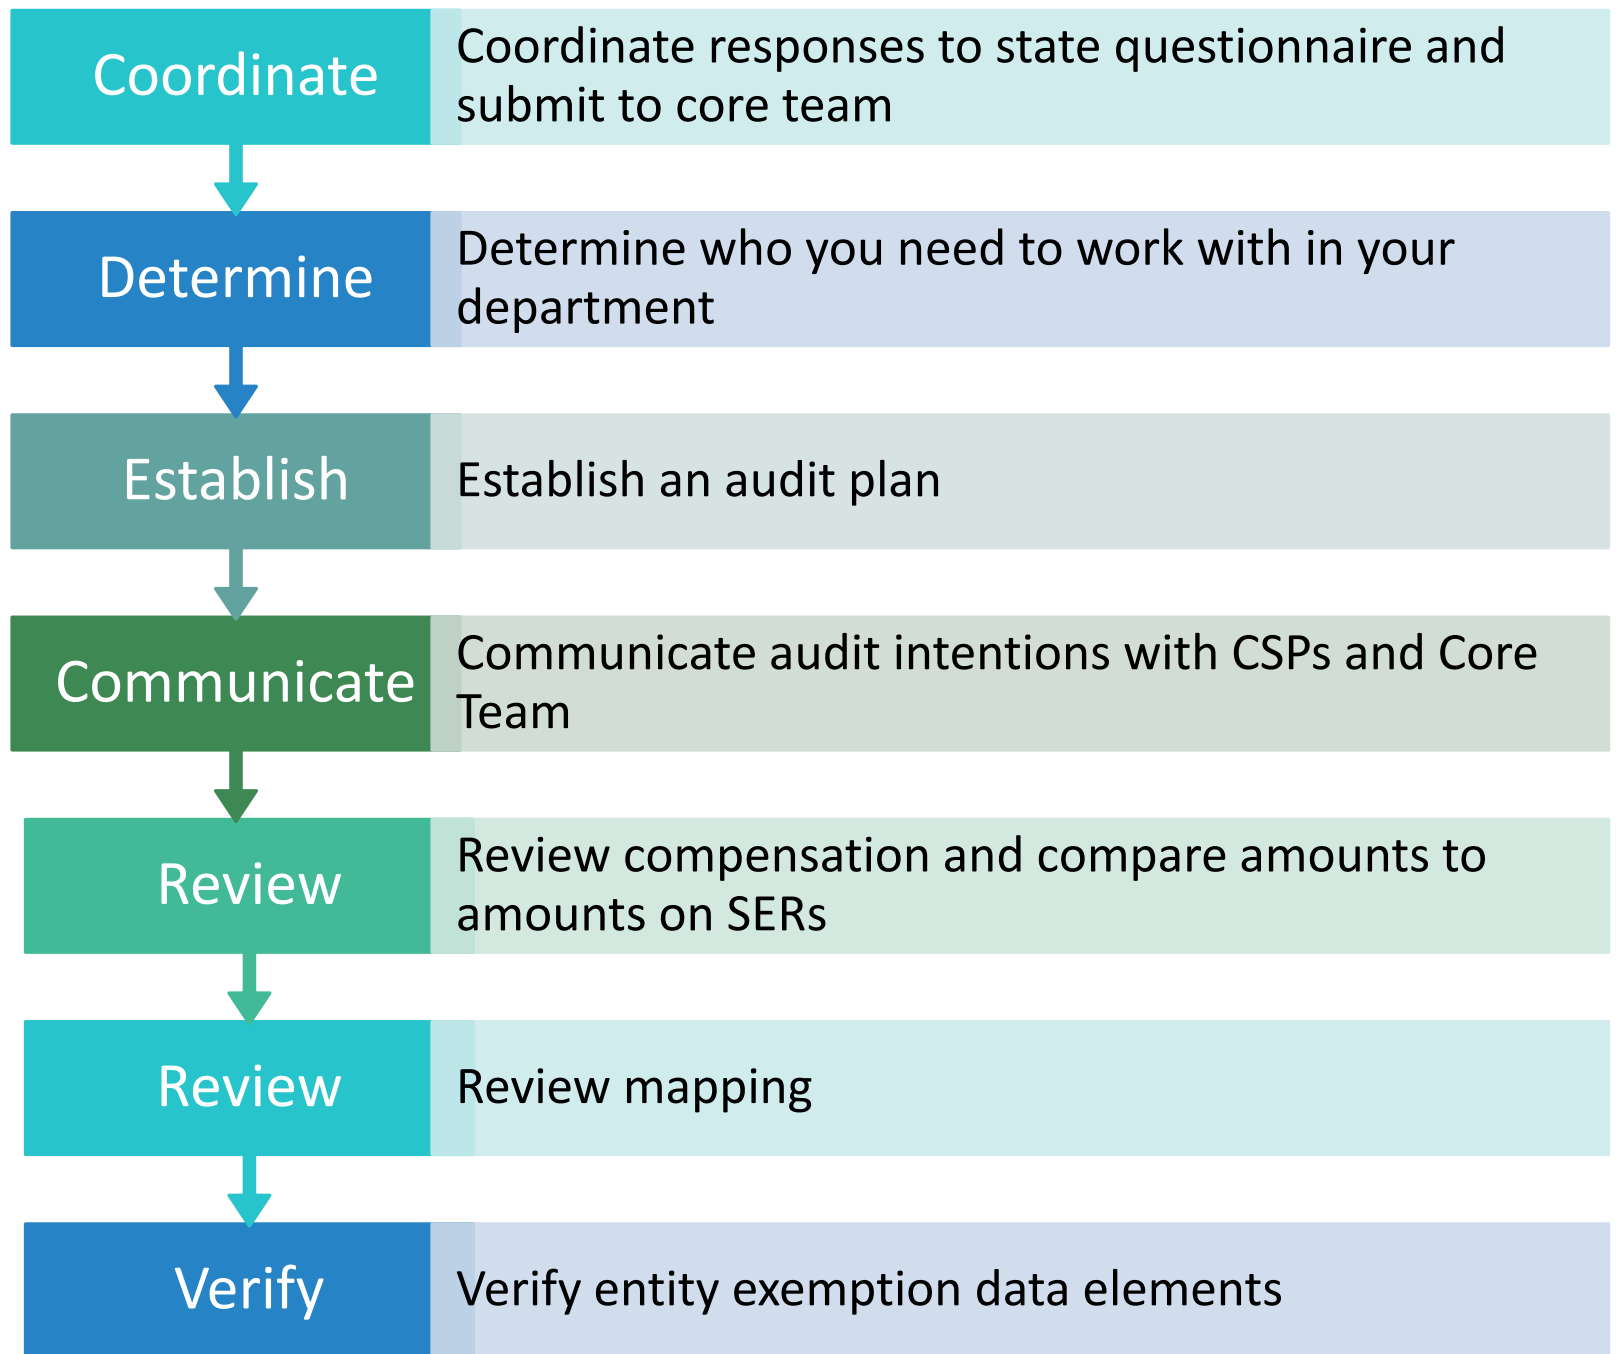 Coordinate
Coordinate responses to state questionnaire and
submit to core team
Determine
Determine who you need to work with in your
department
Establish
Establish an audit plan
Communicate
Communicate audit intentions with CSPs and Core
Team
Review
Review compensation and compare amounts to
amounts on SERs
Review
Review mapping
Verify
Verify entity exemption data elements